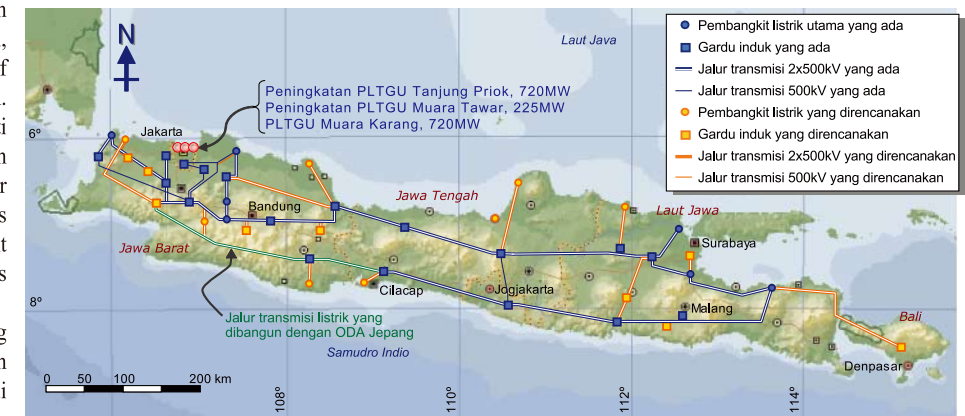 N
Laut Java
Peningkatan PLTGU Tanjung Priok, 720MW
Peningkatan PLTGU Muara Tawar, 225MW
PLTGU Muara Karang, 720MW
Pembangkit listrik utama yang ada
Gardu induk yang ada
Jalur transmisi 2x500kV yang ada
Jalur transmisi 500kV yang ada
Pembangkit listrik yang direncanakan
Gardu induk yang direncanakan
Jalur transmisi 2x500kV yang direncanakan
Jalur transmisi 500kV yang direncanakan
6°
Jakarta
Bandung
Jawa Barat
Jawa Tengah
Laut Jawa
Surabaya
Cilacap
Jogjakarta
Malang
Bali
Denpasar
8°
Jalur transmisi listrik yang
dibangun dengan ODA Jepang
Samudro Indio
0 50 100 200 km
108°
110°
112°
114°